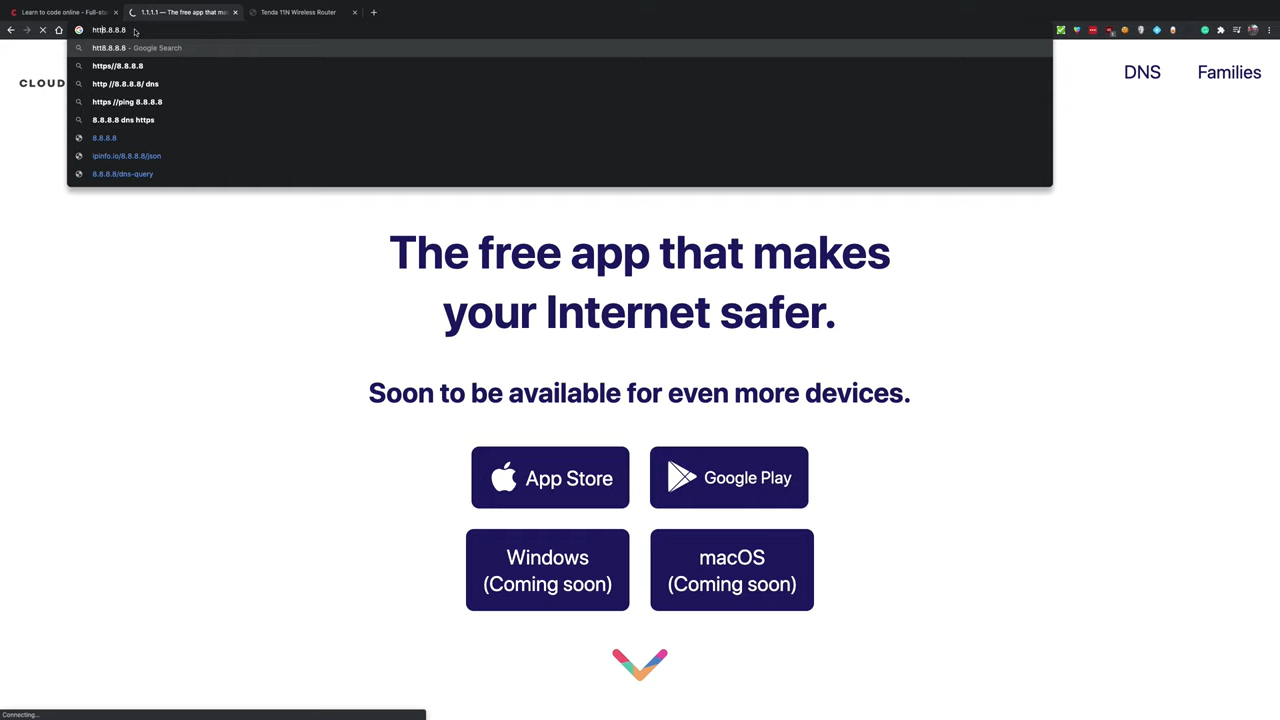 Learn to code online - Full-sta
1.1.1.1 — The free app that ma
Tenda 11N Wireless Router
htt8.8.8.8
htt8.8.8.8 - Google Search
https//8.8.8.8
http //8.8.8.8/ dns
https //ping 8.8.8.8
8.8.8.8 dns https
8.8.8.8
ipinfo.io/8.8.8.8/json
8.8.8.8/dns-query
CLOUD
DNS
Families
The free app that makes
your Internet safer.
Soon to be available for even more devices.
App Store
Google Play
Windows
(Coming soon)
macOS
(Coming soon)
Connecting...